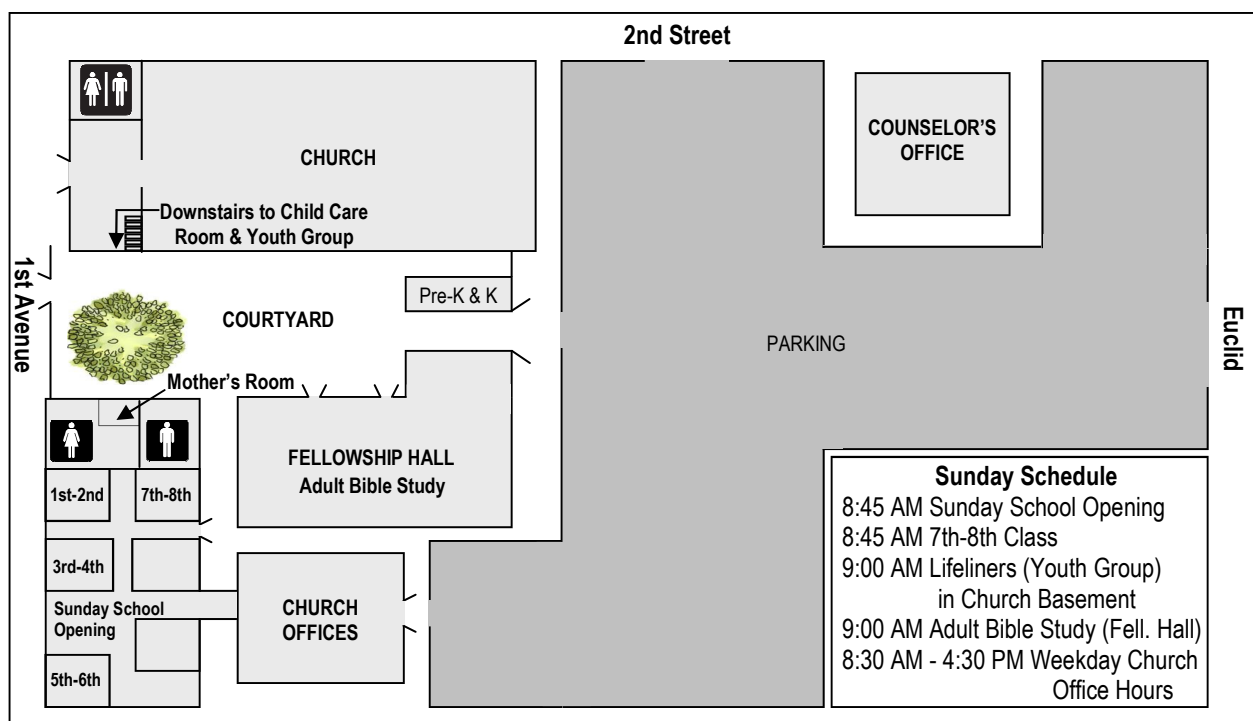 2nd Street
CHURCH
COUNSELOR'S
OFFICE
Downstairs to Child Care
Room & Youth Group
1st Avenue
Pre-K & K
COURTYARD
PARKING
Euclid
Mother's Room
FELLOWSHIP HALL
Adult Bible Study
1st-2nd
7th-8th
3rd-4th
Sunday School
Opening
CHURCH
OFFICES
5th-6th
Sunday Schedule
8:45 AM Sunday School Opening
8:45 AM 7th-8th Class
9:00 AM Lifeliners (Youth Group)
in Church Basement
9:00 AM Adult Bible Study (Fell. Hall)
8:30 AM - 4:30 PM Weekday Church
Office Hours